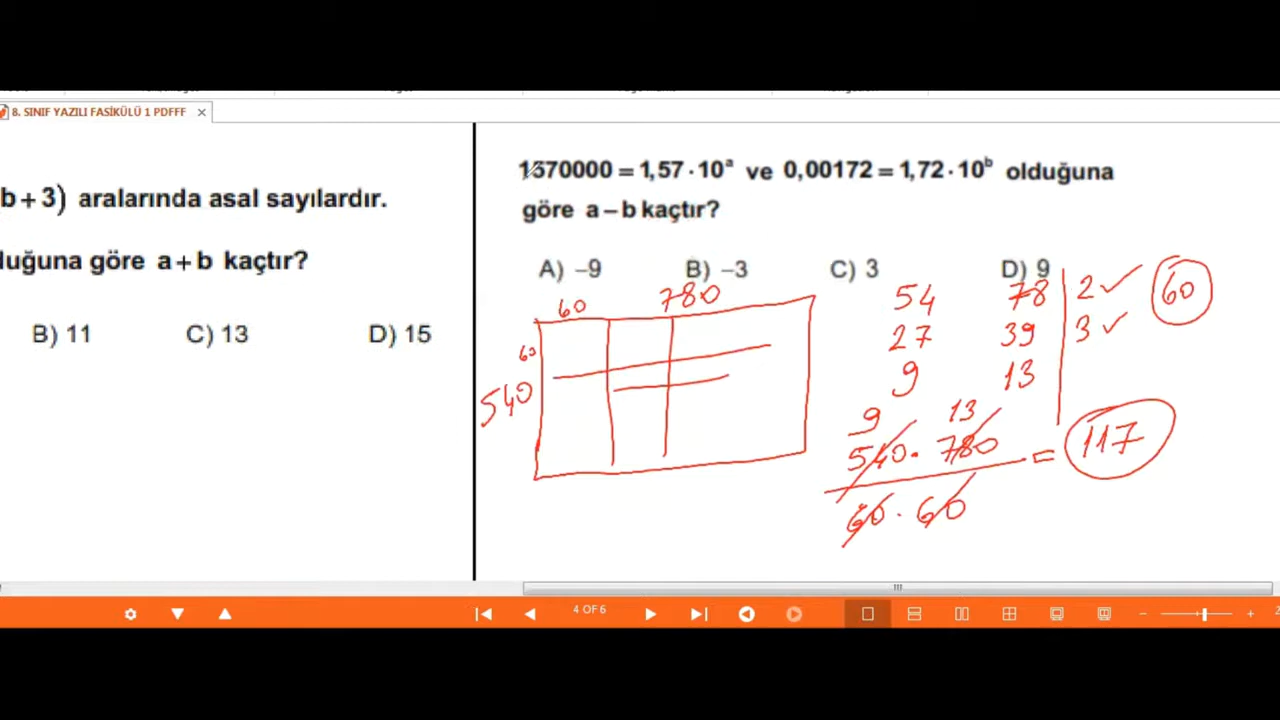 8. SINIF YAZILI FASİKÜLÜ 1 PDFFF
b + 3) aralarında asal sayılardır.
luğuna göre a + b kaçtır?
B) 11 C) 13 D) 15
1570000 = 1,57 · 10ᵃ ve 0,00172 = 1,72 · 10ᵇ olduğuna
göre a – b kaçtır?
A) –9 B) –3 C) 3 D) 9
60 780
60
540
54 78 2 ✓ 60
27 39 3 ✓
9 13
9 13
540 · 780 = 117
60 · 60
4 OF 6